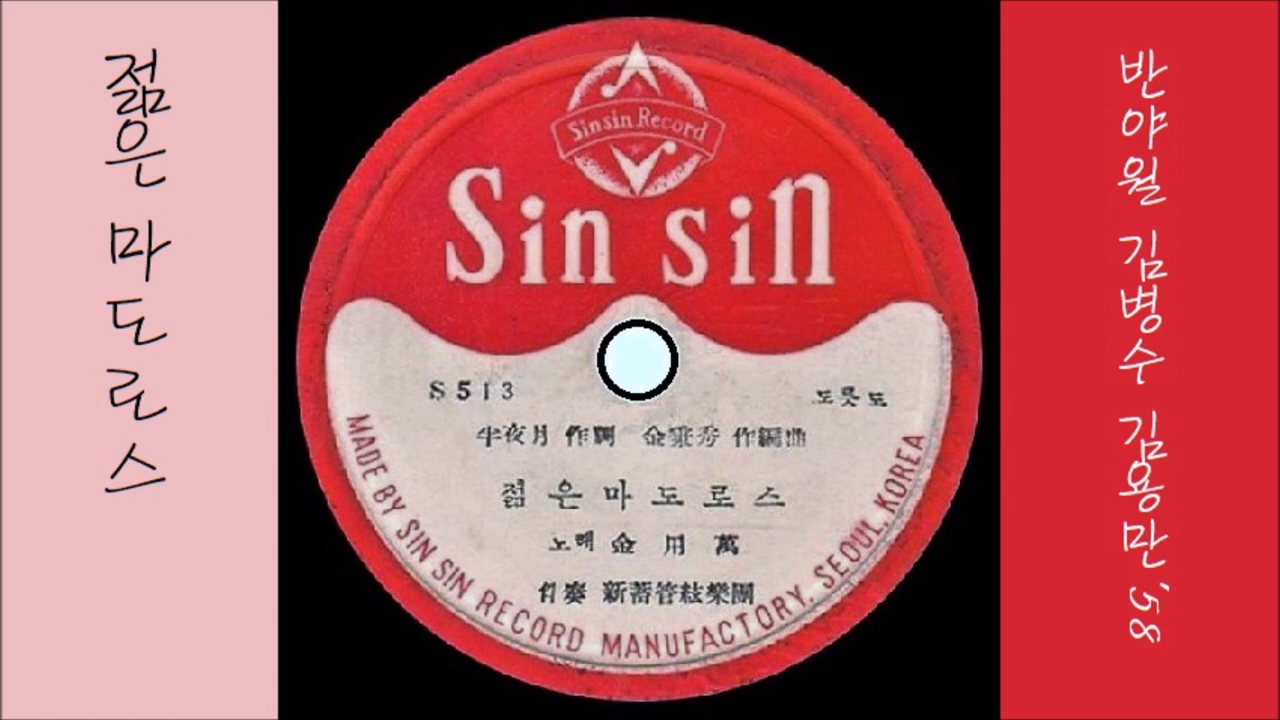 젊은 마도로스
Sinsin Record
Sin sin
S 513
도롯도
半夜月 作詞 金秉秀 作編曲
젊은마도로스
노래 金用萬
伴奏 新蓄管絃樂團
MADE BY SIN SIN RECORD MANUFACTORY. SEOUL. KOREA
반야월 김병수 김용만 '58